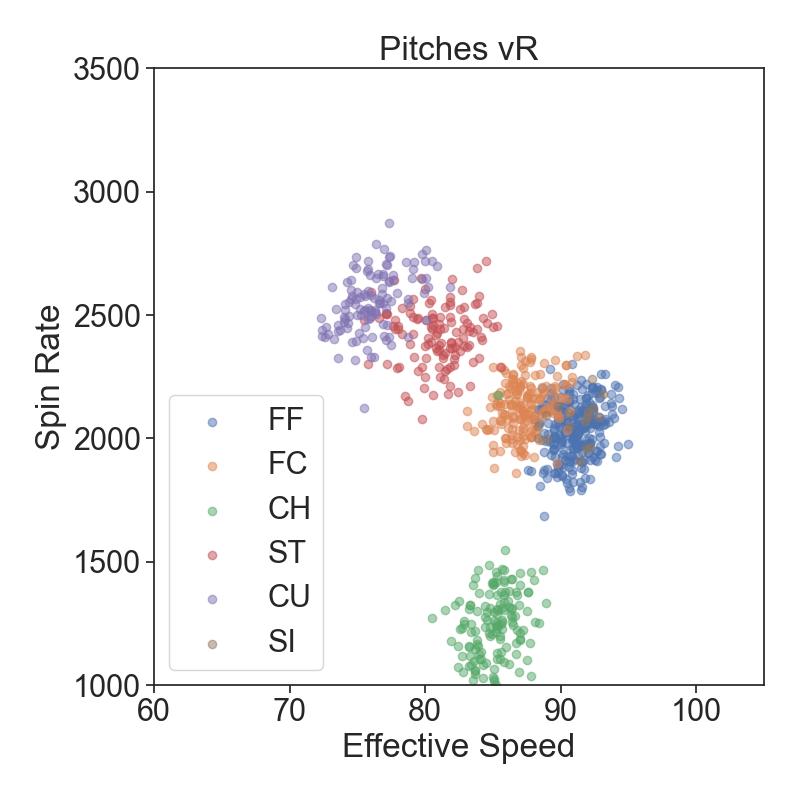 Pitches vR
3500
3000
2500
2000
1500
1000
Spin Rate
FF
FC
CH
ST
CU
SI
60 70 80 90 100
Effective Speed